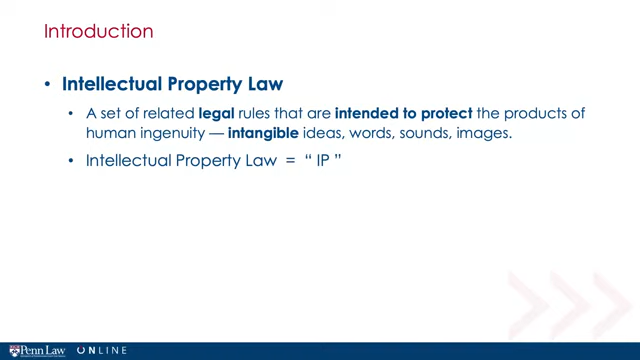 Introduction
• Intellectual Property Law
• A set of related legal rules that are intended to protect the products of
human ingenuity — intangible ideas, words, sounds, images.
• Intellectual Property Law = “ IP ”
Penn Law ONLINE